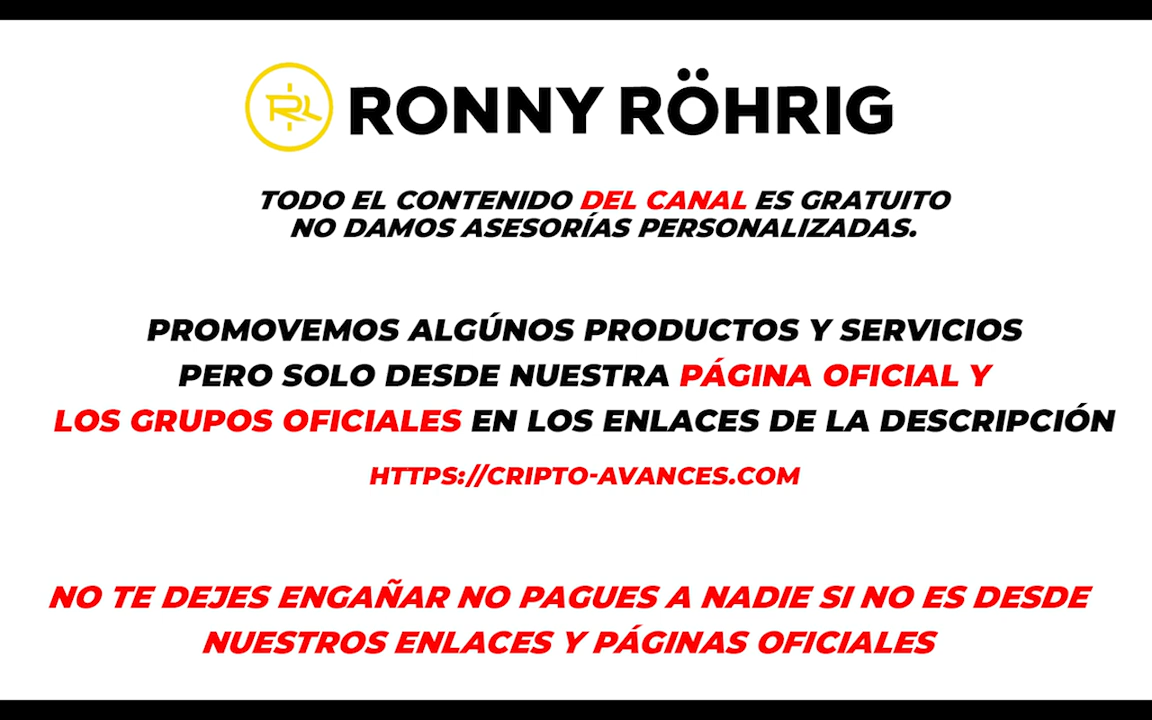 RONNY RÖHRIG
TODO EL CONTENIDO DEL CANAL ES GRATUITO
NO DAMOS ASESORÍAS PERSONALIZADAS.
PROMOVEMOS ALGÚNOS PRODUCTOS Y SERVICIOS
PERO SOLO DESDE NUESTRA PÁGINA OFICIAL Y
LOS GRUPOS OFICIALES EN LOS ENLACES DE LA DESCRIPCIÓN
HTTPS://CRIPTO-AVANCES.COM
NO TE DEJES ENGAÑAR NO PAGUES A NADIE SI NO ES DESDE
NUESTROS ENLACES Y PÁGINAS OFICIALES